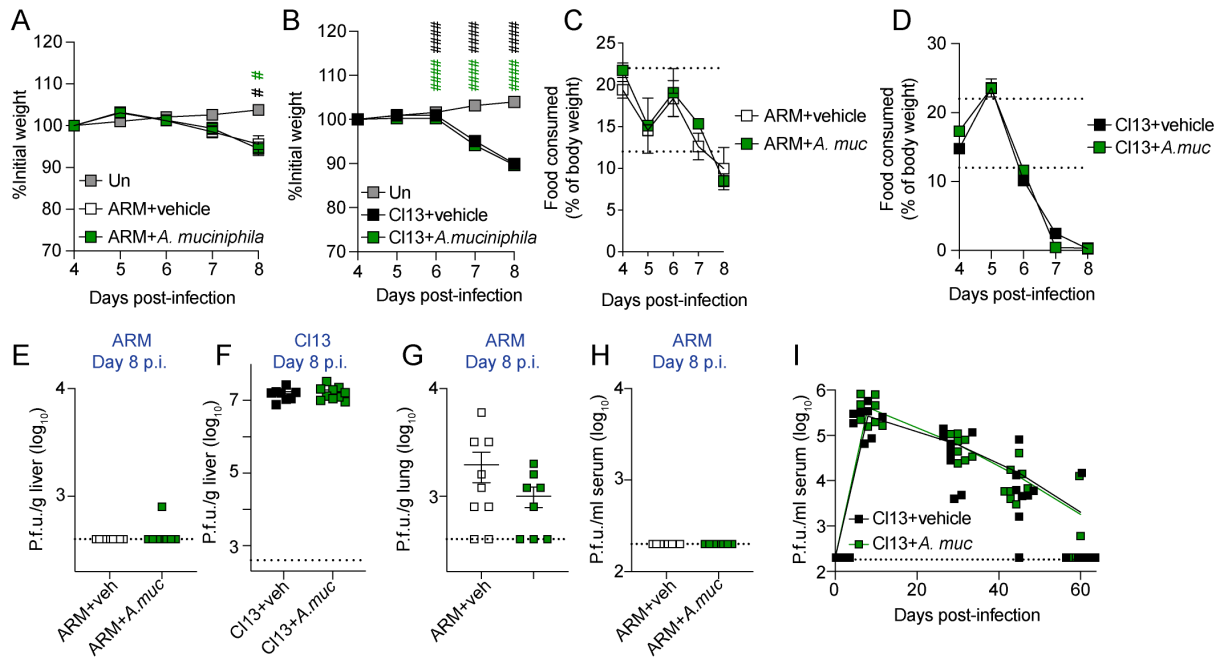 A
%Initial weight
120
110
100
90
80
70
#
#
Un
ARM+vehicle
ARM+A. muciniphila
4 5 6 7 8
Days post-infection
B
%Initial weight
120
110
100
90
80
70
#### #### ####
#### #### ####
Un
Cl13+vehicle
Cl13+A.muciniphila
4 5 6 7 8
Days post-infection
C
Food consumed
(% of body weight)
25
20
15
10
5
0
ARM+vehicle
ARM+A. muc
4 5 6 7 8
Days post-infection
D
Food consumed
(% of body weight)
30
20
10
0
Cl13+vehicle
Cl13+A.muc
4 5 6 7 8
Days post-infection
E
ARM
Day 8 p.i.
P.f.u./g liver (log10)
4
3
ARM+veh
ARM+A.muc
F
Cl13
Day 8 p.i.
P.f.u./g liver (log10)
7
5
3
Cl13+veh
Cl13+A.muc
G
ARM
Day 8 p.i.
P.f.u./g lung (log10)
4
3
ARM+veh
H
ARM
Day 8 p.i.
P.f.u./ml serum (log10)
4
3
2
ARM+veh
ARM+A.muc
I
P.f.u./ml serum (log10)
6
5
4
3
2
Cl13+vehicle
Cl13+A. muc
0 20 40 60
Days post-infection